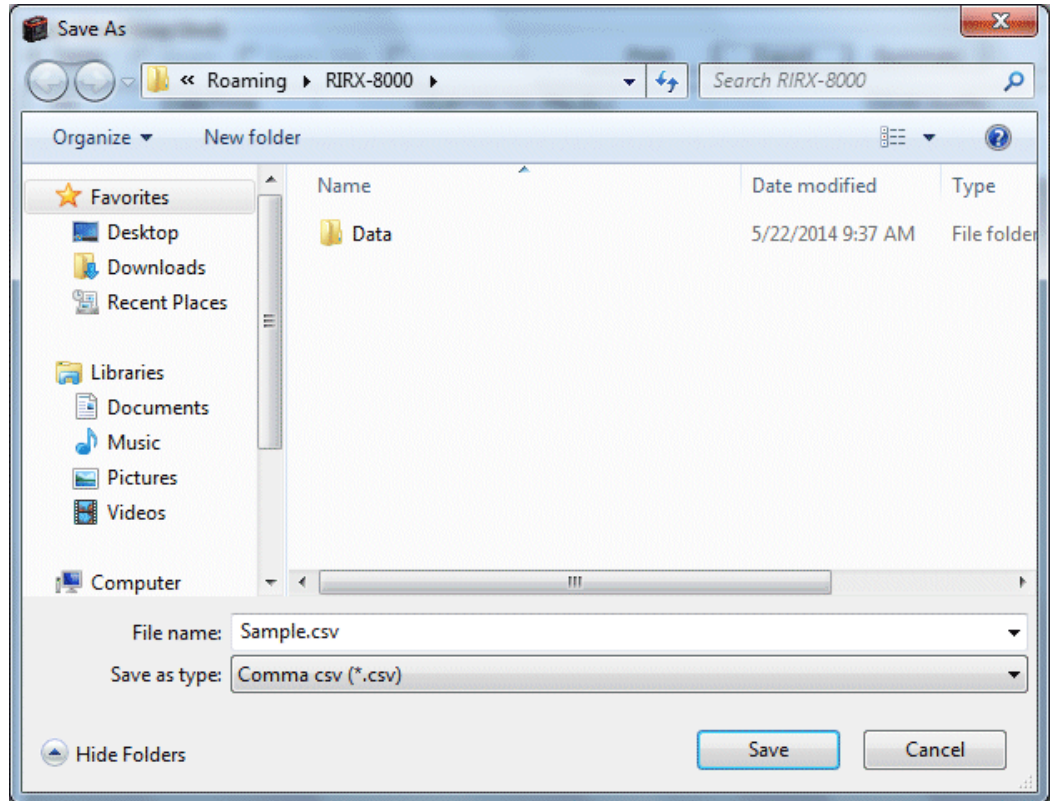 Save As
« Roaming RIRX-8000
Search RIRX-8000
Organize New folder
Name Date modified Type
Favorites
Desktop
Downloads
Recent Places
Data 5/22/2014 9:37 AM File folder
Libraries
Documents
Music
Pictures
Videos
Computer
File name: Sample.csv
Save as type: Comma csv (*.csv)
Hide Folders
Save Cancel